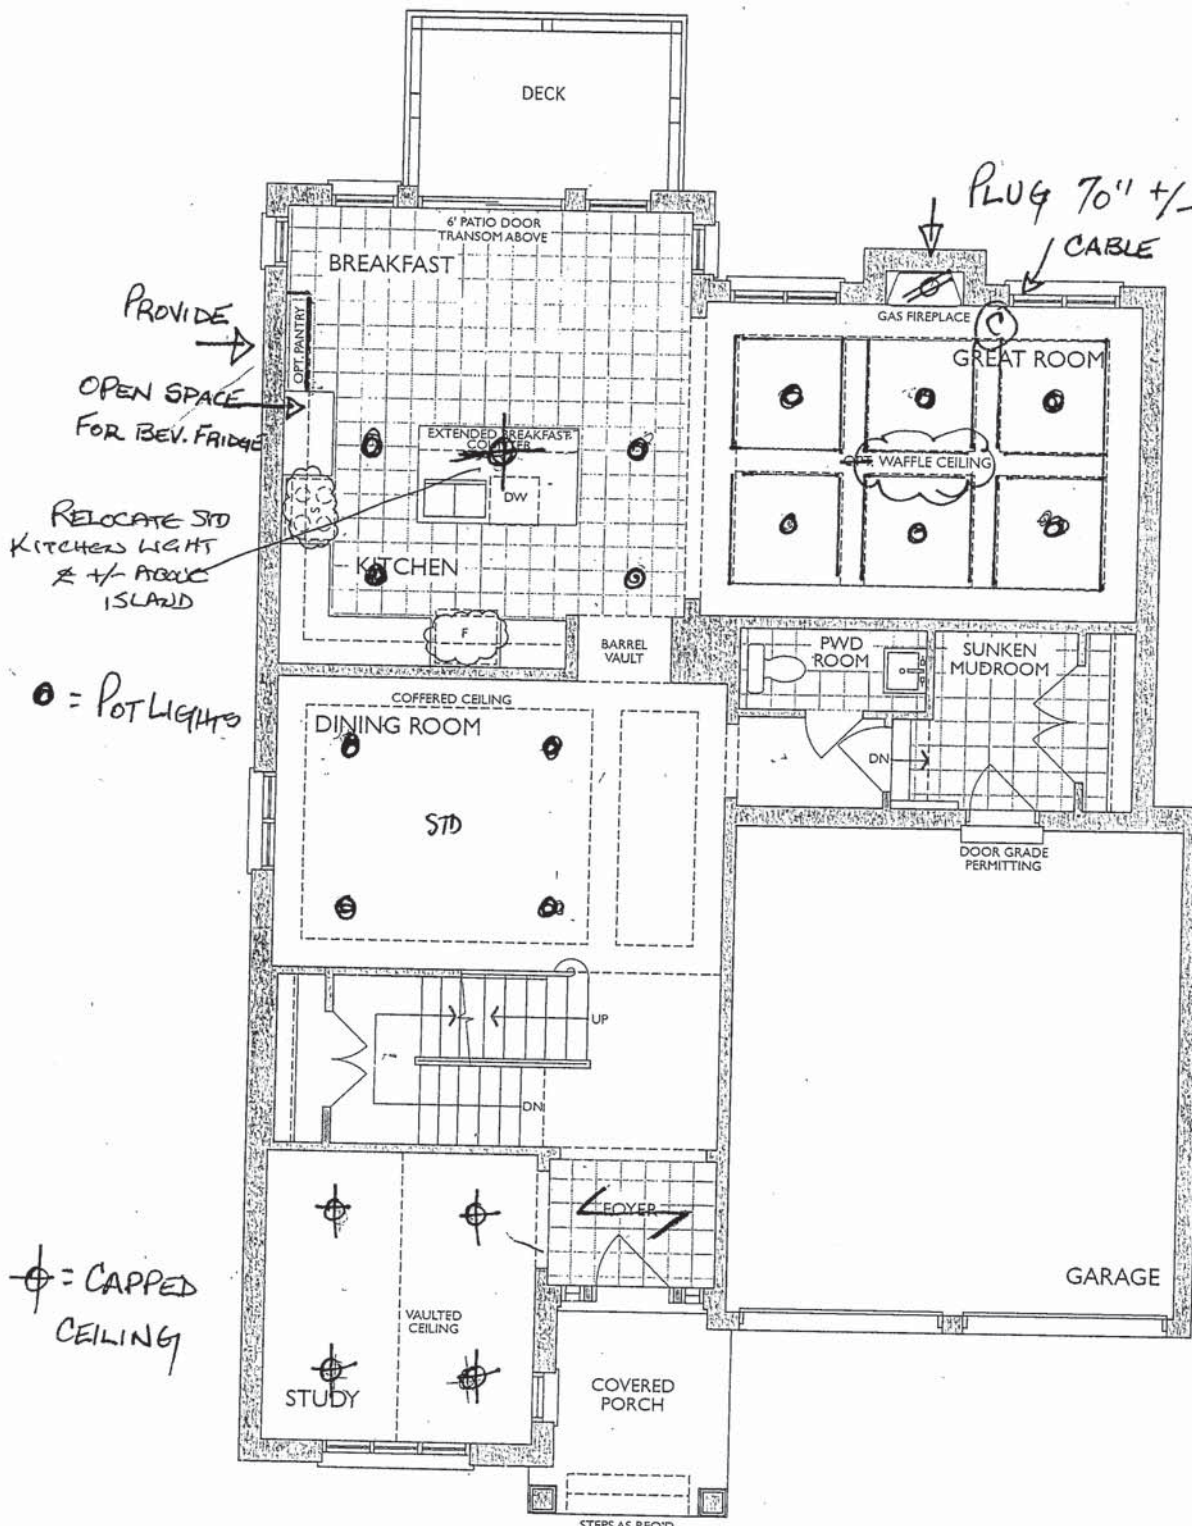 DECK
PLUG 70" +/-
CABLE
6' PATIO DOOR
TRANSOM ABOVE
BREAKFAST
GAS FIREPLACE
C
GREAT ROOM
PROVIDE
OPT. PANTRY
OPEN SPACE
FOR BEV. FRIDGE
EXTENDED BREAKFAST
COUNTER
OPT. WAFFLE CEILING
DW
S
RELOCATE STD
KITCHEN LIGHT
⅊ +/- ABOVE
ISLAND
KITCHEN
F
BARREL
VAULT
PWD
ROOM
SUNKEN
MUDROOM
= POT LIGHTS
COFFERED CEILING
DINING ROOM
DN
STD
DOOR GRADE
PERMITTING
UP
DN
FOYER
= CAPPED
CEILING
VAULTED
CEILING
GARAGE
STUDY
COVERED
PORCH
STEPS AS REQ'D